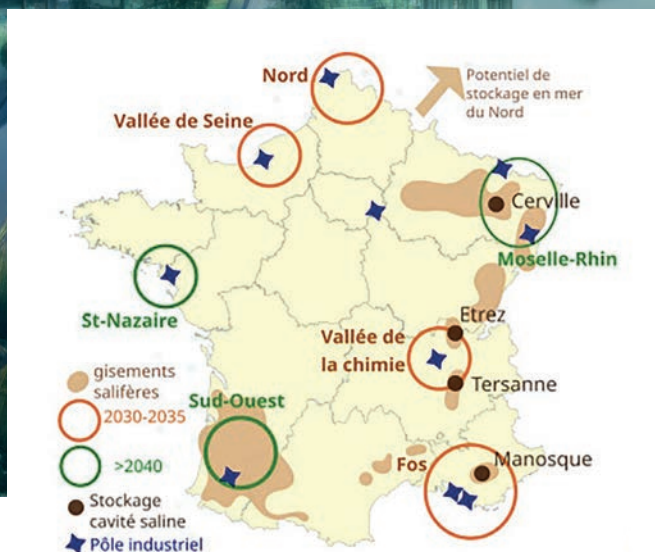 Nord
Potentiel de
stockage en mer
du Nord
Vallée de Seine
Cerville
Moselle-Rhin
St-Nazaire
Etrez
Vallée de
la chimie
Tersanne
gisements
salifères
Sud-Ouest
2030-2035
>2040
Fos
Manosque
Stockage
cavité saline
Pôle industriel